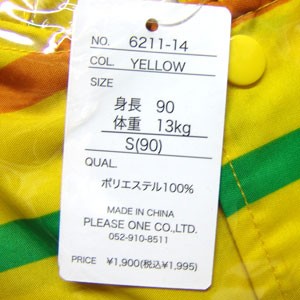 NO. 6211-14
COL. YELLOW
SIZE
身長 90
体重 13kg
S(90)
QUAL.
ポリエステル100%
MADE IN CHINA
PLEASE ONE CO.,LTD.
052-910-8511
PRICE ¥1,900(税込¥1,995)